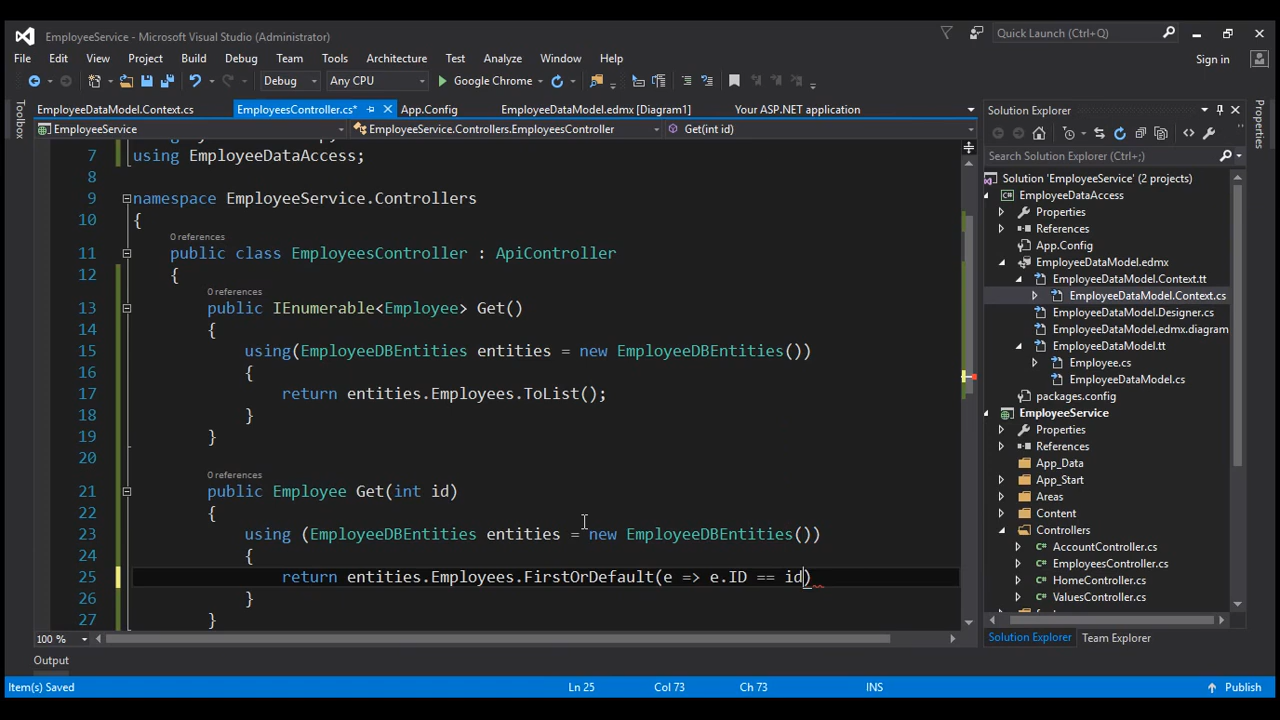 EmployeeService - Microsoft Visual Studio (Administrator)
Quick Launch (Ctrl+Q)
File Edit View Project Build Debug Team Tools Architecture Test Analyze Window Help
Sign in
Debug Any CPU Google Chrome
Toolbox
EmployeeDataModel.Context.cs EmployeesController.cs* App.Config EmployeeDataModel.edmx [Diagram1] Your ASP.NET application
EmployeeService EmployeeService.Controllers.EmployeesController Get(int id)
7 using EmployeeDataAccess;
8
9 namespace EmployeeService.Controllers
10 {
0 references
11 public class EmployeesController : ApiController
12 {
0 references
13 public IEnumerable<Employee> Get()
14 {
15 using(EmployeeDBEntities entities = new EmployeeDBEntities())
16 {
17 return entities.Employees.ToList();
18 }
19 }
20
0 references
21 public Employee Get(int id)
22 {
23 using (EmployeeDBEntities entities = new EmployeeDBEntities())
24 {
25 return entities.Employees.FirstOrDefault(e => e.ID == id)
26 }
27 }
100 %
Output
Solution Explorer
Search Solution Explorer (Ctrl+;)
Solution 'EmployeeService' (2 projects)
EmployeeDataAccess
Properties
References
App.Config
EmployeeDataModel.edmx
EmployeeDataModel.Context.tt
EmployeeDataModel.Context.cs
EmployeeDataModel.Designer.cs
EmployeeDataModel.edmx.diagram
EmployeeDataModel.tt
Employee.cs
EmployeeDataModel.cs
packages.config
EmployeeService
Properties
References
App_Data
App_Start
Areas
Content
Controllers
AccountController.cs
EmployeesController.cs
HomeController.cs
ValuesController.cs
Solution Explorer Team Explorer
Properties
Item(s) Saved Ln 25 Col 73 Ch 73 INS Publish